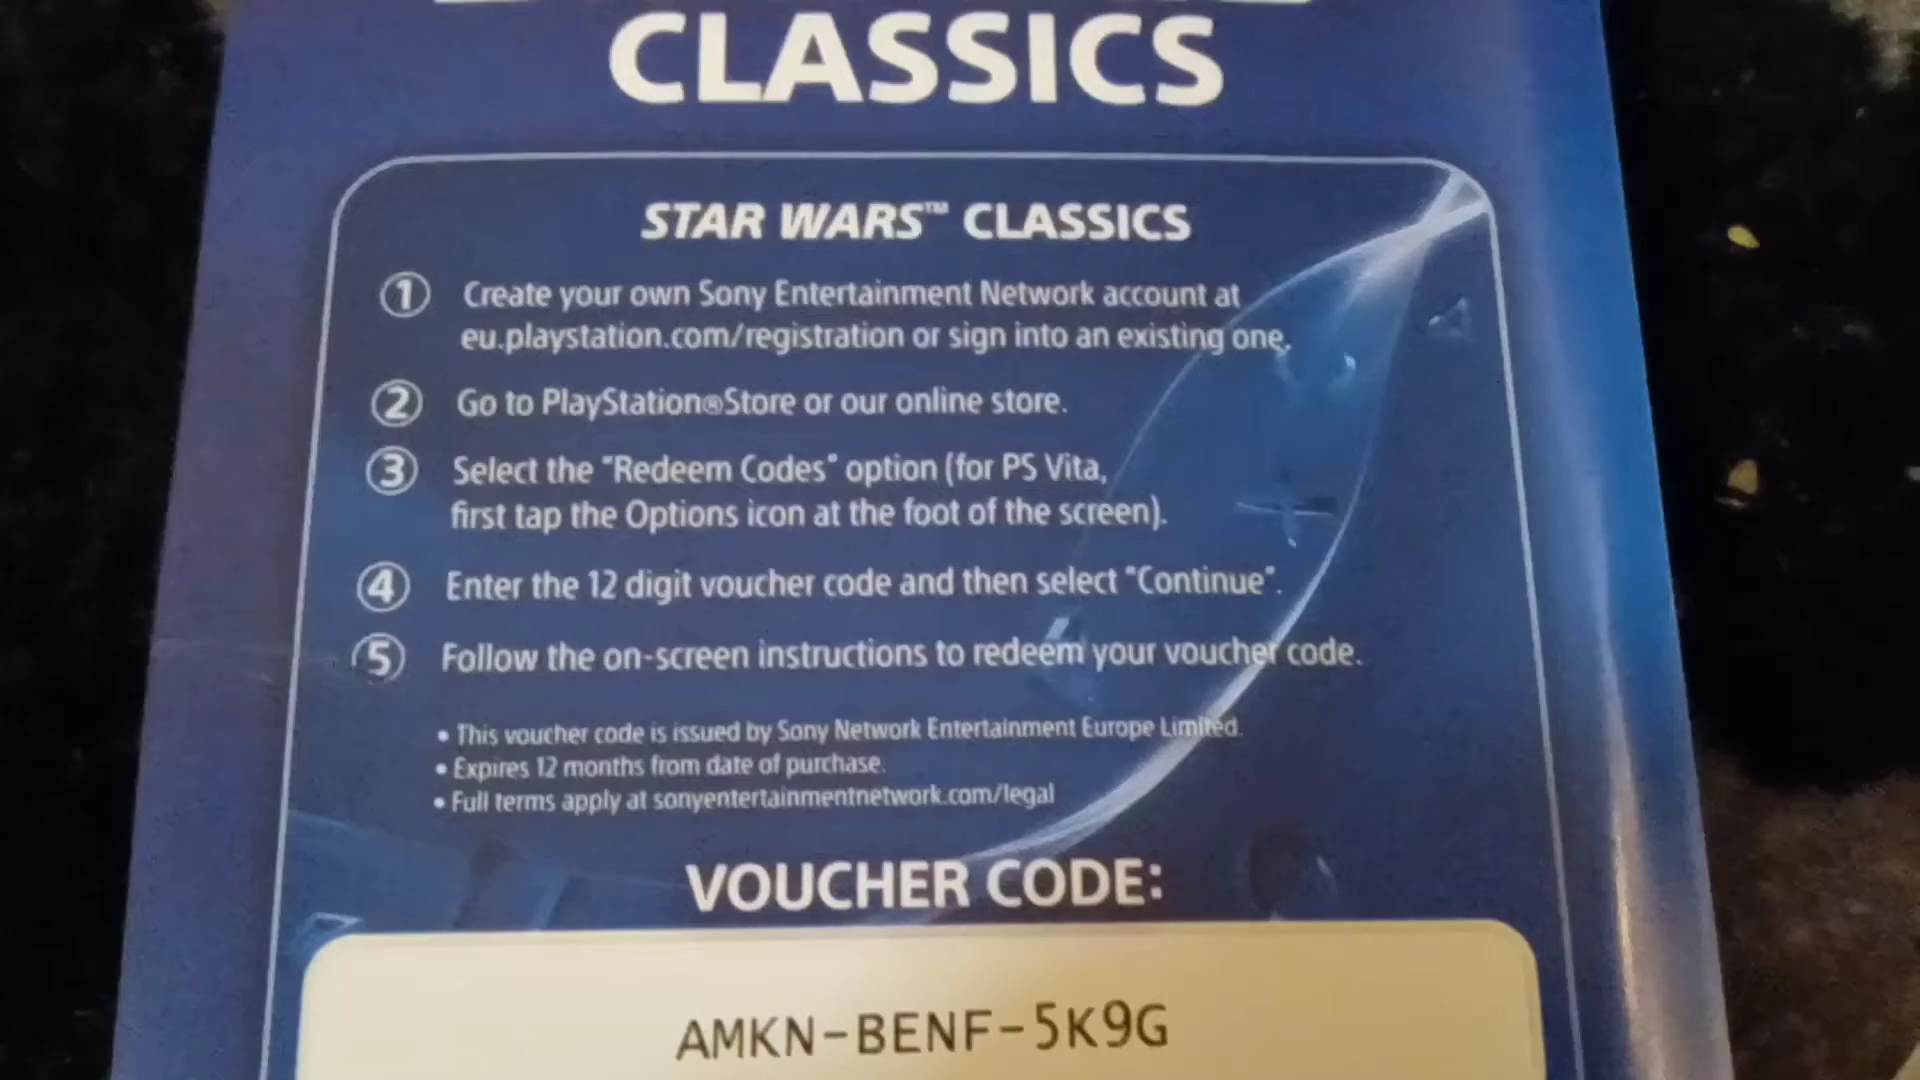 CLASSICS
STAR WARS™ CLASSICS
1 Create your own Sony Entertainment Network account at
eu.playstation.com/registration or sign into an existing one.
2 Go to PlayStation®Store or our online store.
3 Select the "Redeem Codes" option (for PS Vita,
first tap the Options icon at the foot of the screen).
4 Enter the 12 digit voucher code and then select "Continue".
5 Follow the on-screen instructions to redeem your voucher code.
• This voucher code is issued by Sony Network Entertainment Europe Limited.
• Expires 12 months from date of purchase.
• Full terms apply at sonyentertainmentnetwork.com/legal
VOUCHER CODE:
AMKN-BENF-5K9G